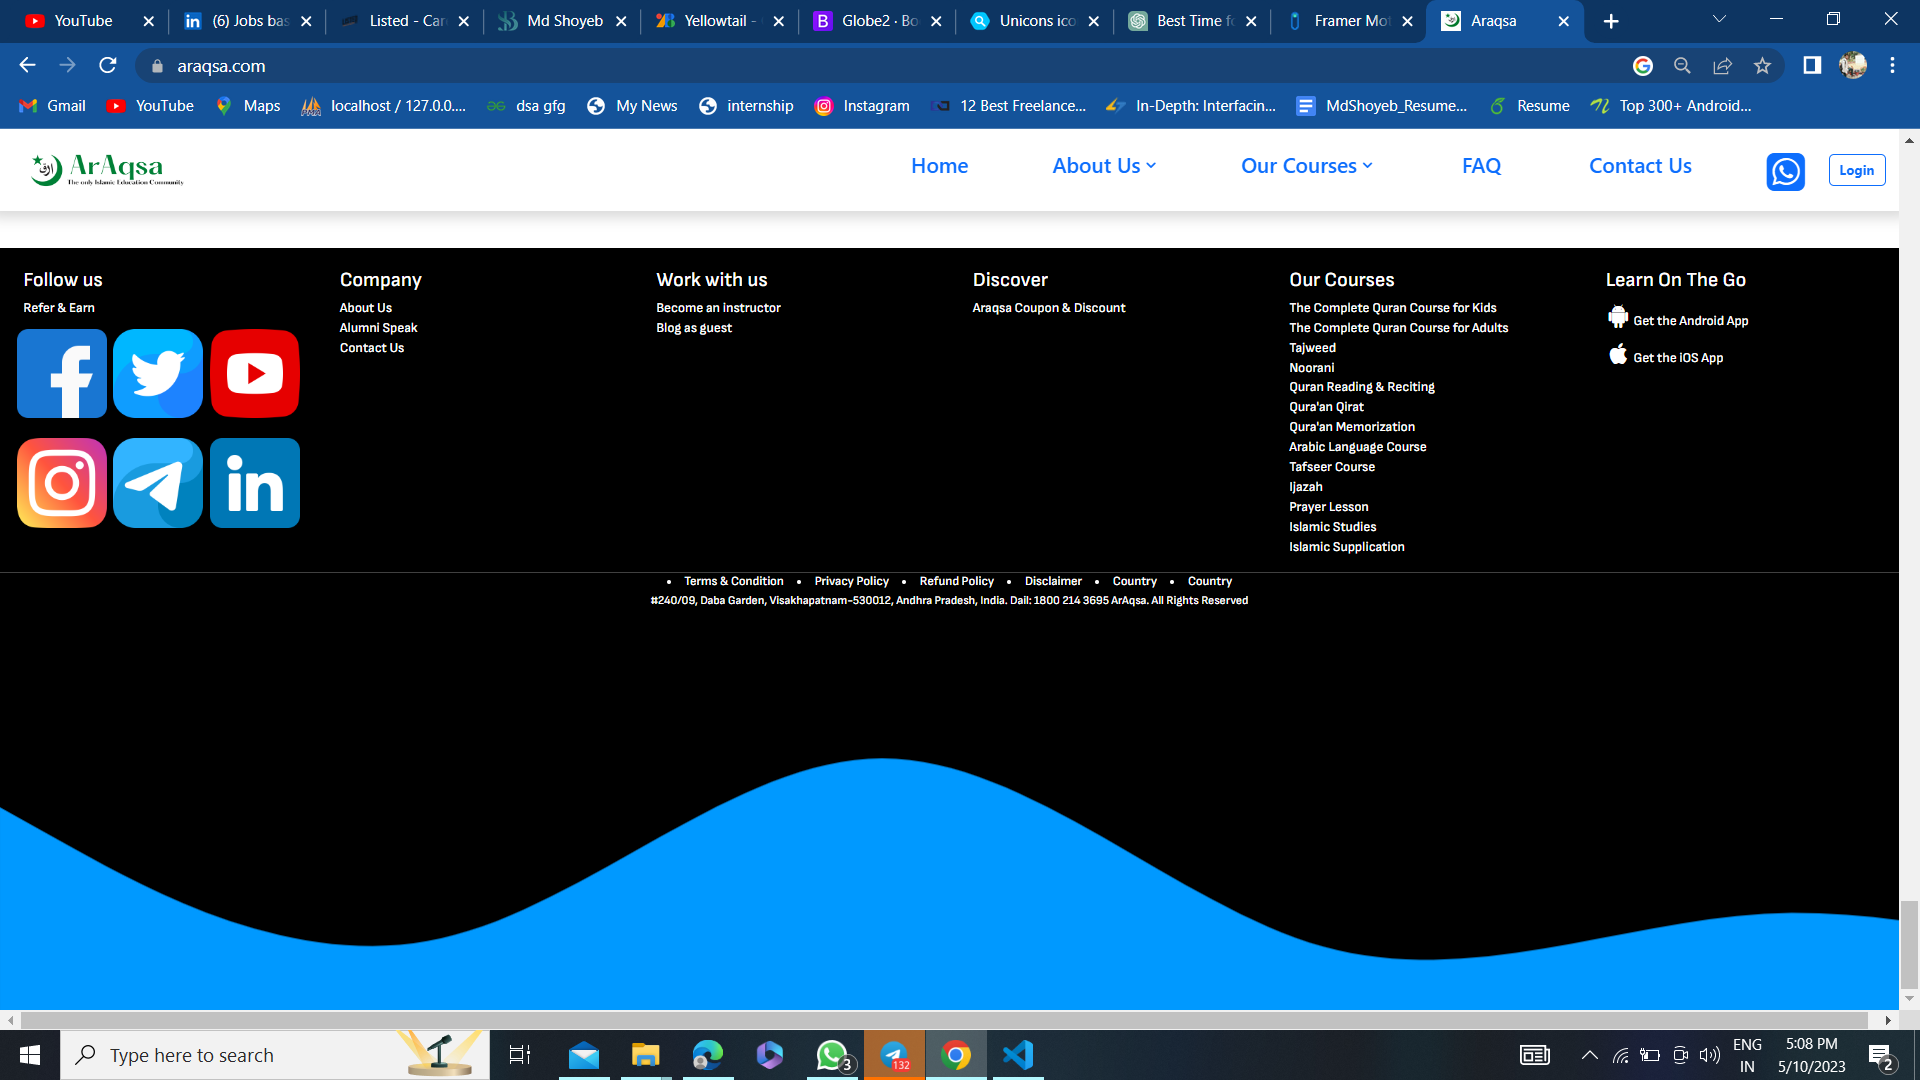 YouTube
(6) Jobs bas
Listed - Car
Md Shoyeb
Yellowtail -
Globe2 · Bo
Unicons ico
Best Time fo
Framer Mot
Araqsa
araqsa.com
Gmail
YouTube
Maps
localhost / 127.0.0....
dsa gfg
My News
internship
Instagram
12 Best Freelance...
In-Depth: Interfacin...
MdShoyeb_Resume...
Resume
Top 300+ Android...
ArAqsa
The only Islamic Education Community
Home
About Us
Our Courses
FAQ
Contact Us
Login
Follow us
Refer & Earn
Company
About Us
Alumni Speak
Contact Us
Work with us
Become an instructor
Blog as guest
Discover
Araqsa Coupon & Discount
Our Courses
The Complete Quran Course for Kids
The Complete Quran Course for Adults
Tajweed
Noorani
Quran Reading & Reciting
Qura'an Qirat
Qura'an Memorization
Arabic Language Course
Tafseer Course
Ijazah
Prayer Lesson
Islamic Studies
Islamic Supplication
Learn On The Go
Get the Android App
Get the iOS App
• Terms & Condition • Privacy Policy • Refund Policy • Disclaimer • Country • Country
#240/09, Daba Garden, Visakhapatnam-530012, Andhra Pradesh, India. Dail: 1800 214 3695 ArAqsa. All Rights Reserved
Type here to search
3
132
ENG
IN
5:08 PM
5/10/2023
2